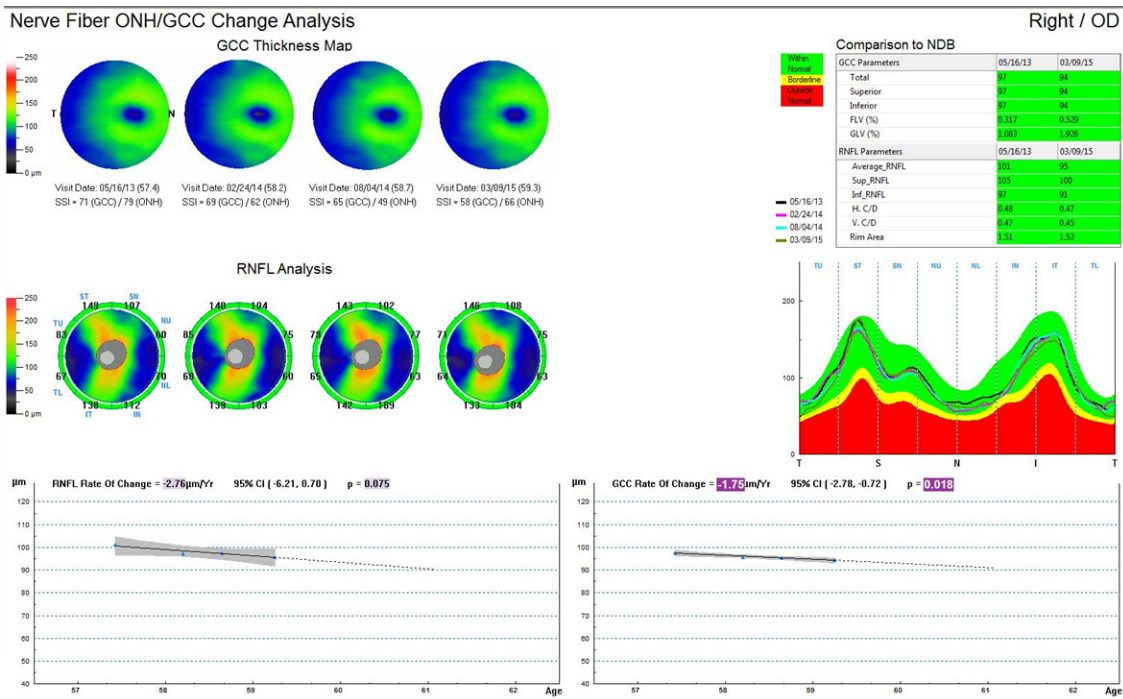 Nerve Fiber ONH/GCC Change Analysis
Right / OD
GCC Thickness Map
250
200
150
100
50
0 µm
T
N
Visit Date: 05/16/13 (57.4)
SSI = 71 (GCC) / 79 (ONH)
Visit Date: 02/24/14 (58.2)
SSI = 69 (GCC) / 62 (ONH)
Visit Date: 08/04/14 (58.7)
SSI = 65 (GCC) / 49 (ONH)
Visit Date: 03/09/15 (59.3)
SSI = 58 (GCC) / 66 (ONH)
Within Normal
Borderline
Outside Normal
Comparison to NDB
GCC Parameters 05/16/13 03/09/15
Total 97 94
Superior 97 94
Inferior 97 94
FLV (%) 0.317 0.529
GLV (%) 1.083 1.926
RNFL Parameters 05/16/13 03/09/15
Average_RNFL 101 95
Sup_RNFL 105 100
Inf_RNFL 97 91
H. C/D 0.48 0.47
V. C/D 0.47 0.45
Rim Area 1.51 1.52
05/16/13
02/24/14
08/04/14
03/09/15
RNFL Analysis
250
200
150
100
50
0 µm
ST SN
149 107
TU NU
83 80
67 70
TL NL
138 112
IT IN
140 104
85 75
68 60
139 103
143 102
78 77
65 63
142 109
146 108
71
64 63
133 104
TU ST SN NU NL IN IT TL
200
100
0
T S N I T
µm RNFL Rate Of Change = -2.76µm/Yr 95% CI ( -6.21, 0.70 ) p = 0.075
120
110
100
90
80
70
60
50
40
57 58 59 60 61 62 Age
µm GCC Rate Of Change = -1.75µm/Yr 95% CI ( -2.78, -0.72 ) p = 0.018
120
110
100
90
80
70
60
50
40
57 58 59 60 61 62 Age